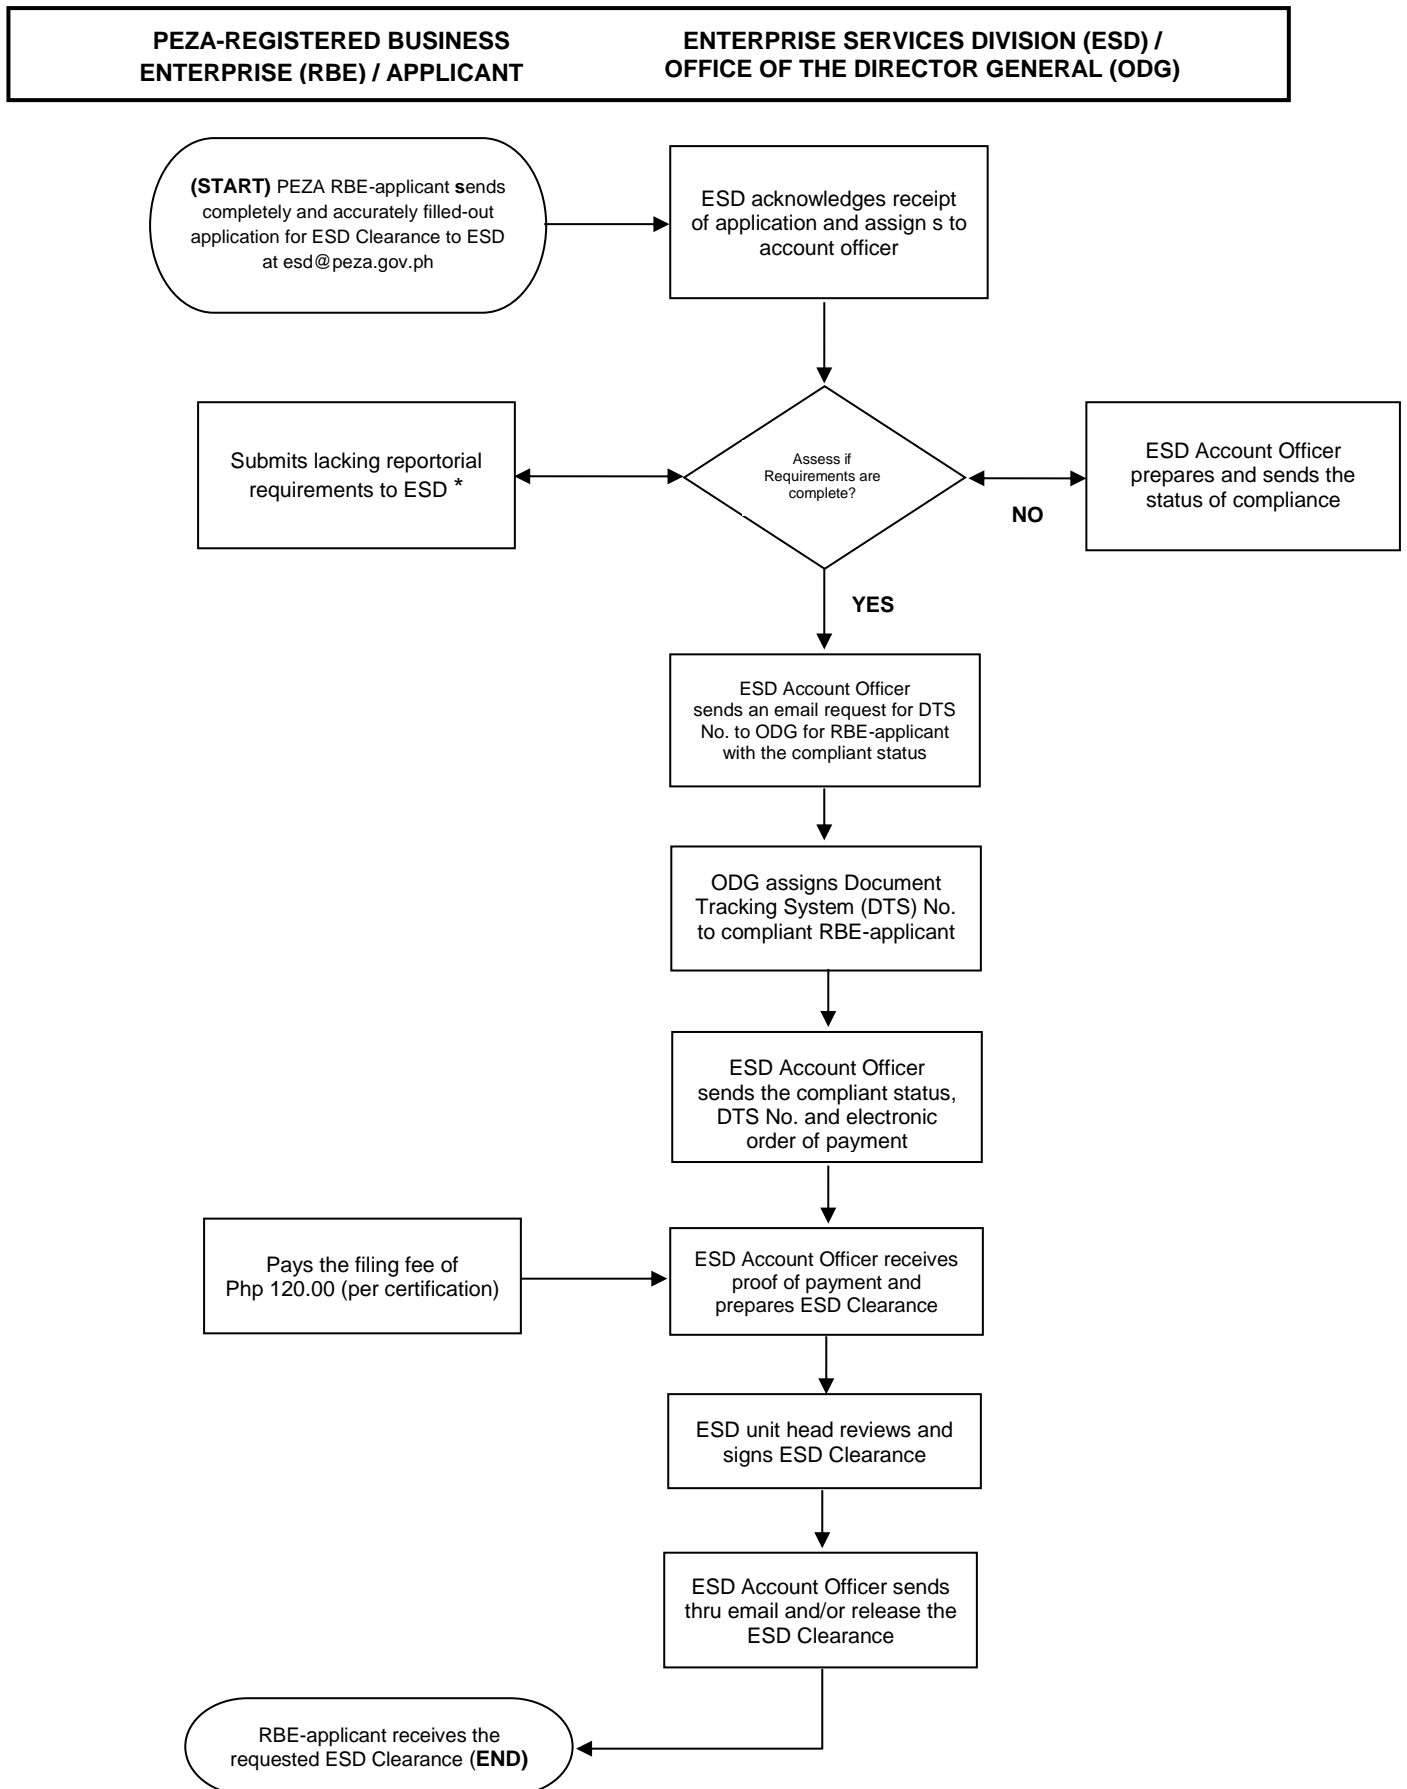 PEZA-REGISTERED BUSINESS
ENTERPRISE (RBE) / APPLICANT
ENTERPRISE SERVICES DIVISION (ESD) /
OFFICE OF THE DIRECTOR GENERAL (ODG)
(START) PEZA RBE-applicant sends
completely and accurately filled-out
application for ESD Clearance to ESD
at esd@peza.gov.ph
ESD acknowledges receipt
of application and assign s to
account officer
Submits lacking reportorial
requirements to ESD *
Assess if
Requirements are
complete?
NO
ESD Account Officer
prepares and sends the
status of compliance
YES
ESD Account Officer
sends an email request for DTS
No. to ODG for RBE-applicant
with the compliant status
ODG assigns Document
Tracking System (DTS) No.
to compliant RBE-applicant
ESD Account Officer
sends the compliant status,
DTS No. and electronic
order of payment
Pays the filing fee of
Php 120.00 (per certification)
ESD Account Officer receives
proof of payment and
prepares ESD Clearance
ESD unit head reviews and
signs ESD Clearance
ESD Account Officer sends
thru email and/or release the
ESD Clearance
RBE-applicant receives the
requested ESD Clearance (END)